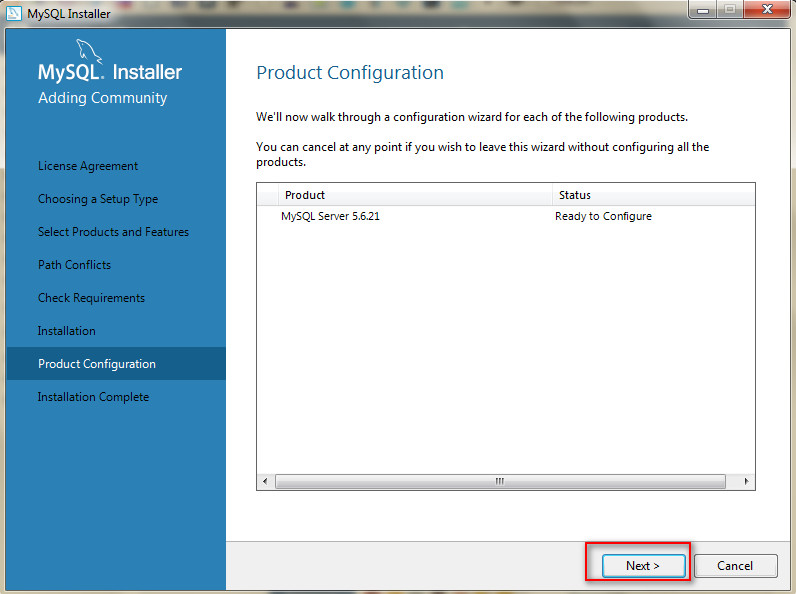 MySQL Installer
MySQL. Installer
Adding Community
License Agreement
Choosing a Setup Type
Select Products and Features
Path Conflicts
Check Requirements
Installation
Product Configuration
Installation Complete
Product Configuration
We'll now walk through a configuration wizard for each of the following products.
You can cancel at any point if you wish to leave this wizard without configuring all the
products.
Product Status
MySQL Server 5.6.21 Ready to Configure
Next > Cancel